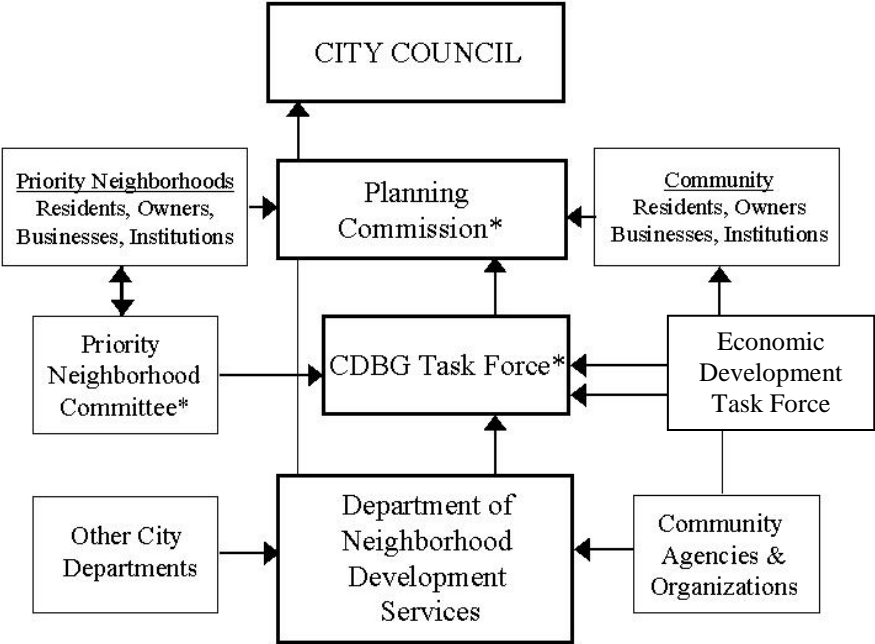 CITY COUNCIL
Priority Neighborhoods
Residents, Owners,
Businesses, Institutions
Planning
Commission*
Community
Residents, Owners
Businesses, Institutions
Priority
Neighborhood
Committee*
CDBG Task Force*
Economic
Development
Task Force
Other City
Departments
Department of
Neighborhood
Development
Services
Community
Agencies &
Organizations